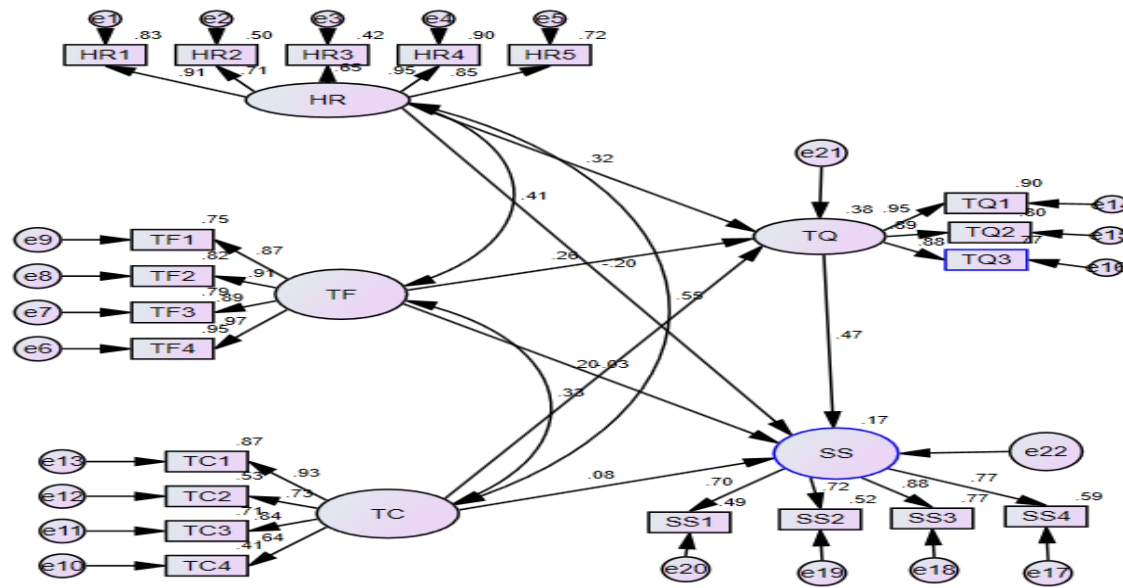 e1 e2 e3 e4 e5
.83 .50 .42 .90 .72
HR1 HR2 HR3 HR4 HR5
.91 .71 .65 .95 .85
HR
.32
.41
e21
.38
TQ
.95 .89 .88
.90
TQ1 e14
.80
TQ2 e15
.77
TQ3 e16
.75
e9 TF1 .87
.82
e8 TF2 .91
.79
e7 TF3 .89
.95
e6 TF4 .97
TF
.26 -.20
.55
.47
.20 -.03
.33
.17
SS
e22
.87
e13 TC1 .93
.53
e12 TC2 .73
.71
e11 TC3 .84
.41
e10 TC4 .64
TC
.08
.70 .72 .88 .77
.49 .52 .77 .59
SS1 SS2 SS3 SS4
e20 e19 e18 e17